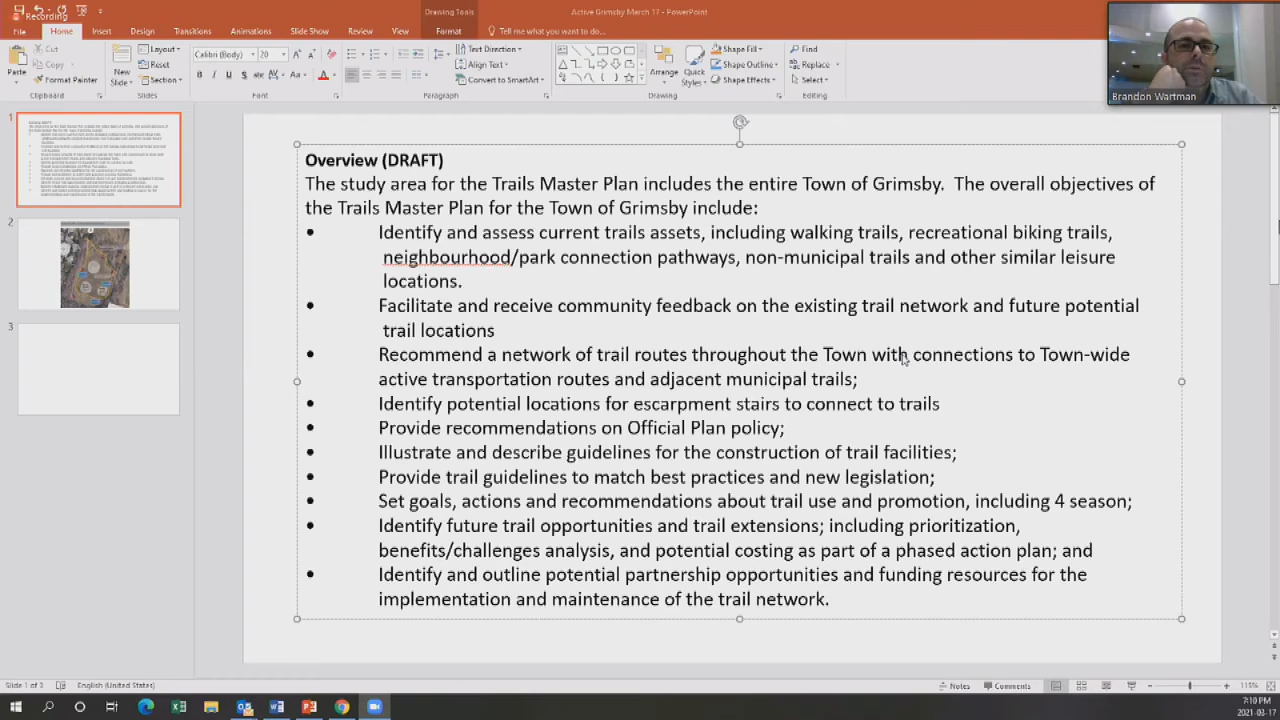 Recording
Drawing Tools
Active Grimsby March 17 - PowerPoint
File Home Insert Design Transitions Animations Slide Show Review View Format Tell me what you want to do...
Paste
Cut
Copy
Format Painter
Clipboard
New Slide
Layout
Reset
Section
Slides
Calibri (Body) 20
B I U S abc AV Aa A
Font
Text Direction
Align Text
Convert to SmartArt
Paragraph
Arrange
Quick Styles
Shape Fill
Shape Outline
Shape Effects
Drawing
Find
Replace
Select
Editing
Brandon Wartman
1
2
3
Overview (DRAFT)
The study area for the Trails Master Plan includes the entire Town of Grimsby. The overall objectives of
the Trails Master Plan for the Town of Grimsby include:
• Identify and assess current trails assets, including walking trails, recreational biking trails,
neighbourhood/park connection pathways, non-municipal trails and other similar leisure
locations.
• Facilitate and receive community feedback on the existing trail network and future potential
trail locations
• Recommend a network of trail routes throughout the Town with connections to Town-wide
active transportation routes and adjacent municipal trails;
• Identify potential locations for escarpment stairs to connect to trails
• Provide recommendations on Official Plan policy;
• Illustrate and describe guidelines for the construction of trail facilities;
• Provide trail guidelines to match best practices and new legislation;
• Set goals, actions and recommendations about trail use and promotion, including 4 season;
• Identify future trail opportunities and trail extensions; including prioritization,
benefits/challenges analysis, and potential costing as part of a phased action plan; and
• Identify and outline potential partnership opportunities and funding resources for the
implementation and maintenance of the trail network.
Slide 1 of 3 English (United States)
Notes Comments 115%
7:10 PM
2021-03-17